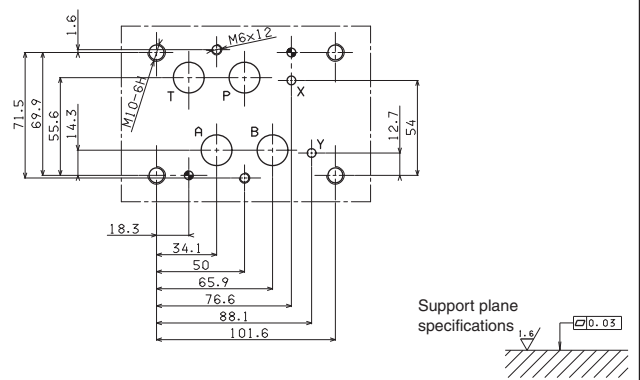 1.6
M6x12
M10-6H
T
P
X
71.5
69.9
55.6
14.3
A
B
Y
12.7
54
18.3
34.1
50
65.9
76.6
88.1
101.6
Support plane
specifications
1.6
0.03